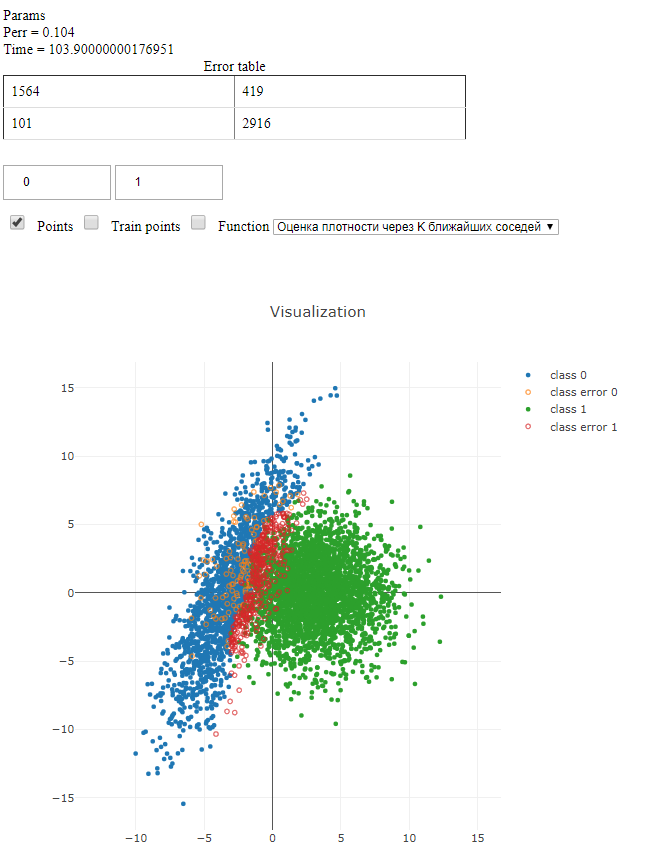 Params
Perr = 0.104
Time = 103.90000000176951
Error table
1564 419
101 2916
0 1
Points Train points Function Оценка плотности через K ближайших соседей
Visualization
class 0
class error 0
class 1
class error 1
15
10
5
0
−5
−10
−15
−10 −5 0 5 10 15